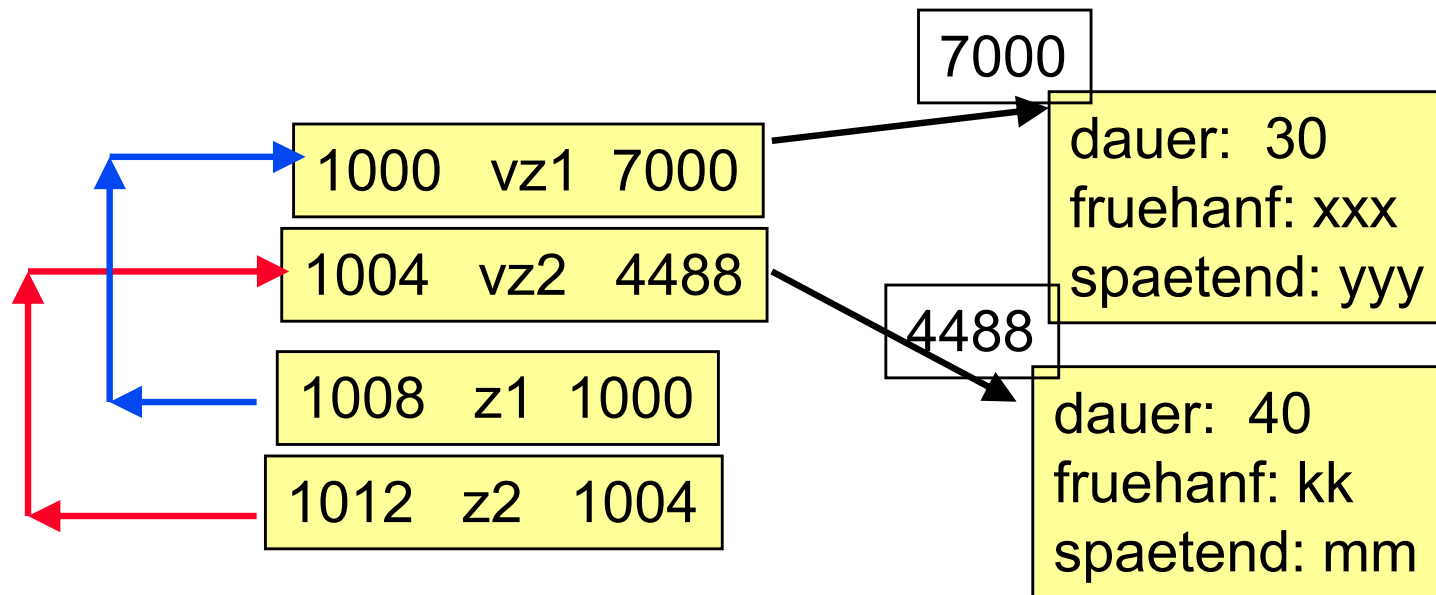 7000
1000 vz1 7000
dauer: 30
fruehanf: xxx
spaetend: yyy
1004 vz2 4488
4488
1008 z1 1000
1012 z2 1004
dauer: 40
fruehanf: kk
spaetend: mm